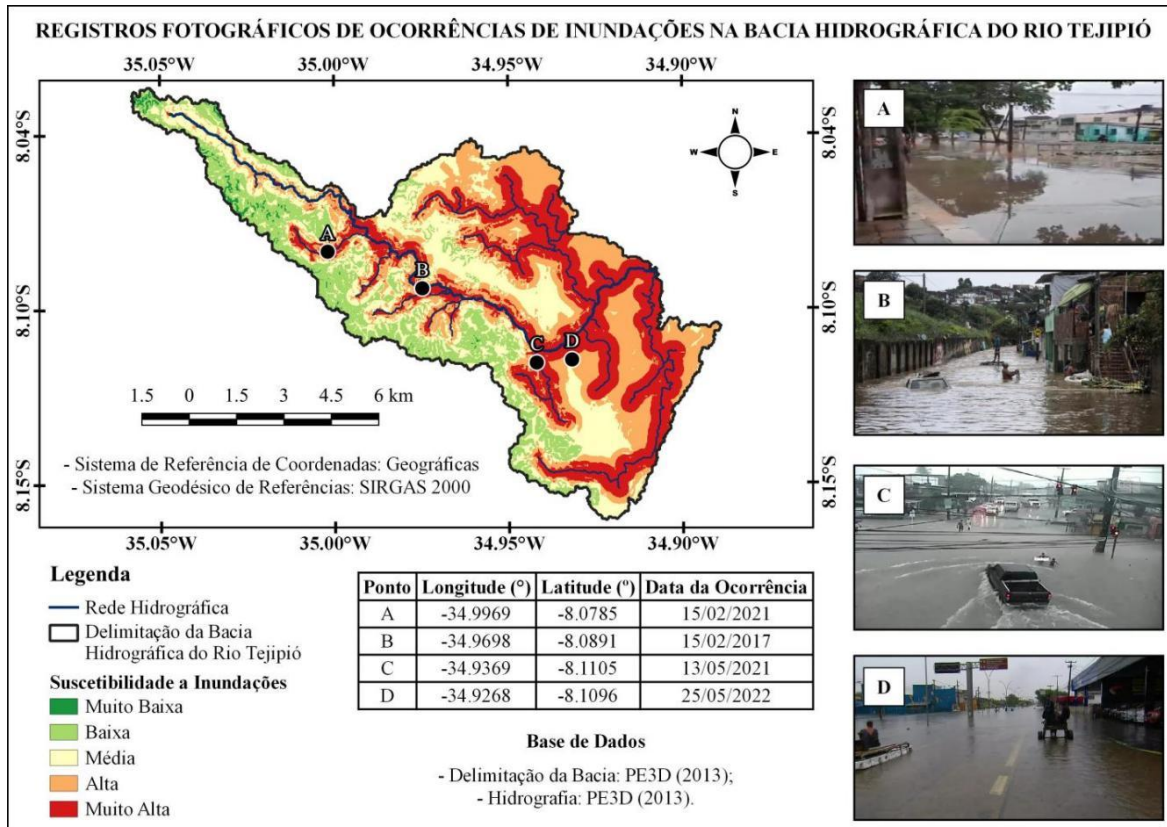 REGISTROS FOTOGRÁFICOS DE OCORRÊNCIAS DE INUNDAÇÕES NA BACIA HIDROGRÁFICA DO RIO TEJIPIÓ
35.05°W 35.00°W 34.95°W 34.90°W
8.04°S
8.04°S
8.10°S
8.10°S
8.15°S
8.15°S
N
W E
S
A
B
C D
1.5 0 1.5 3 4.5 6 km
- Sistema de Referência de Coordenadas: Geográficas
- Sistema Geodésico de Referências: SIRGAS 2000
35.05°W 35.00°W 34.95°W 34.90°W
A
B
C
D
Legenda
Rede Hidrográfica
Delimitação da Bacia
Hidrográfica do Rio Tejipió
Suscetibilidade a Inundações
Muito Baixa
Baixa
Média
Alta
Muito Alta
Ponto Longitude (°) Latitude (º) Data da Ocorrência
A -34.9969 -8.0785 15/02/2021
B -34.9698 -8.0891 15/02/2017
C -34.9369 -8.1105 13/05/2021
D -34.9268 -8.1096 25/05/2022
Base de Dados
- Delimitação da Bacia: PE3D (2013);
- Hidrografia: PE3D (2013).